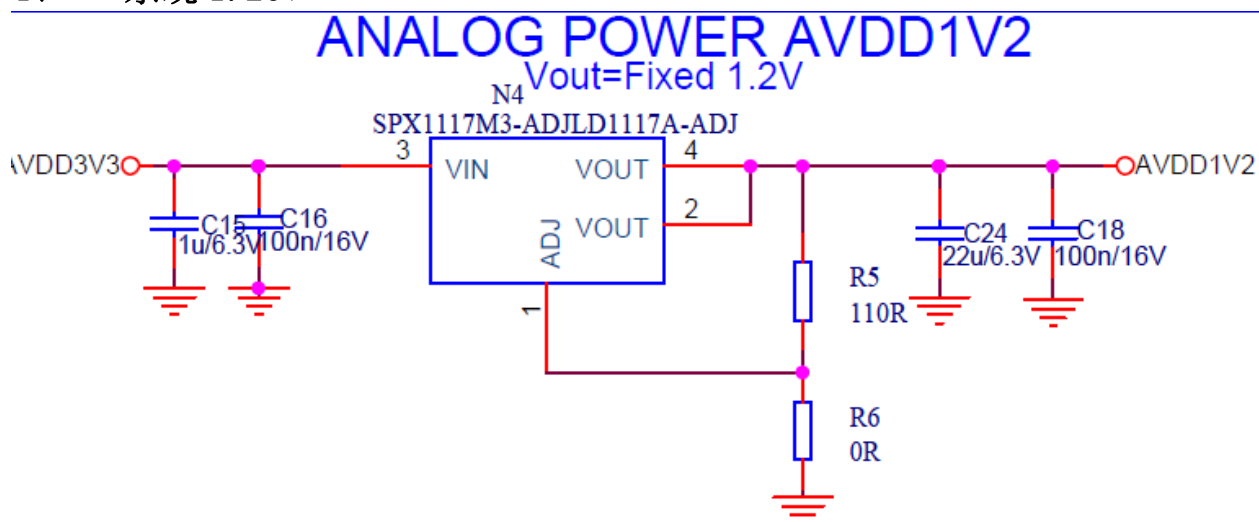 ANALOG POWER AVDD1V2
Vout=Fixed 1.2V
N4
SPX1117M3-ADJLD1117A-ADJ
AVDD3V3
3
VIN
VOUT
4
AVDD1V2
VOUT
2
ADJ
1
C15
1u/6.3V
C16
100n/16V
C24
22u/6.3V
C18
100n/16V
R5
110R
R6
0R